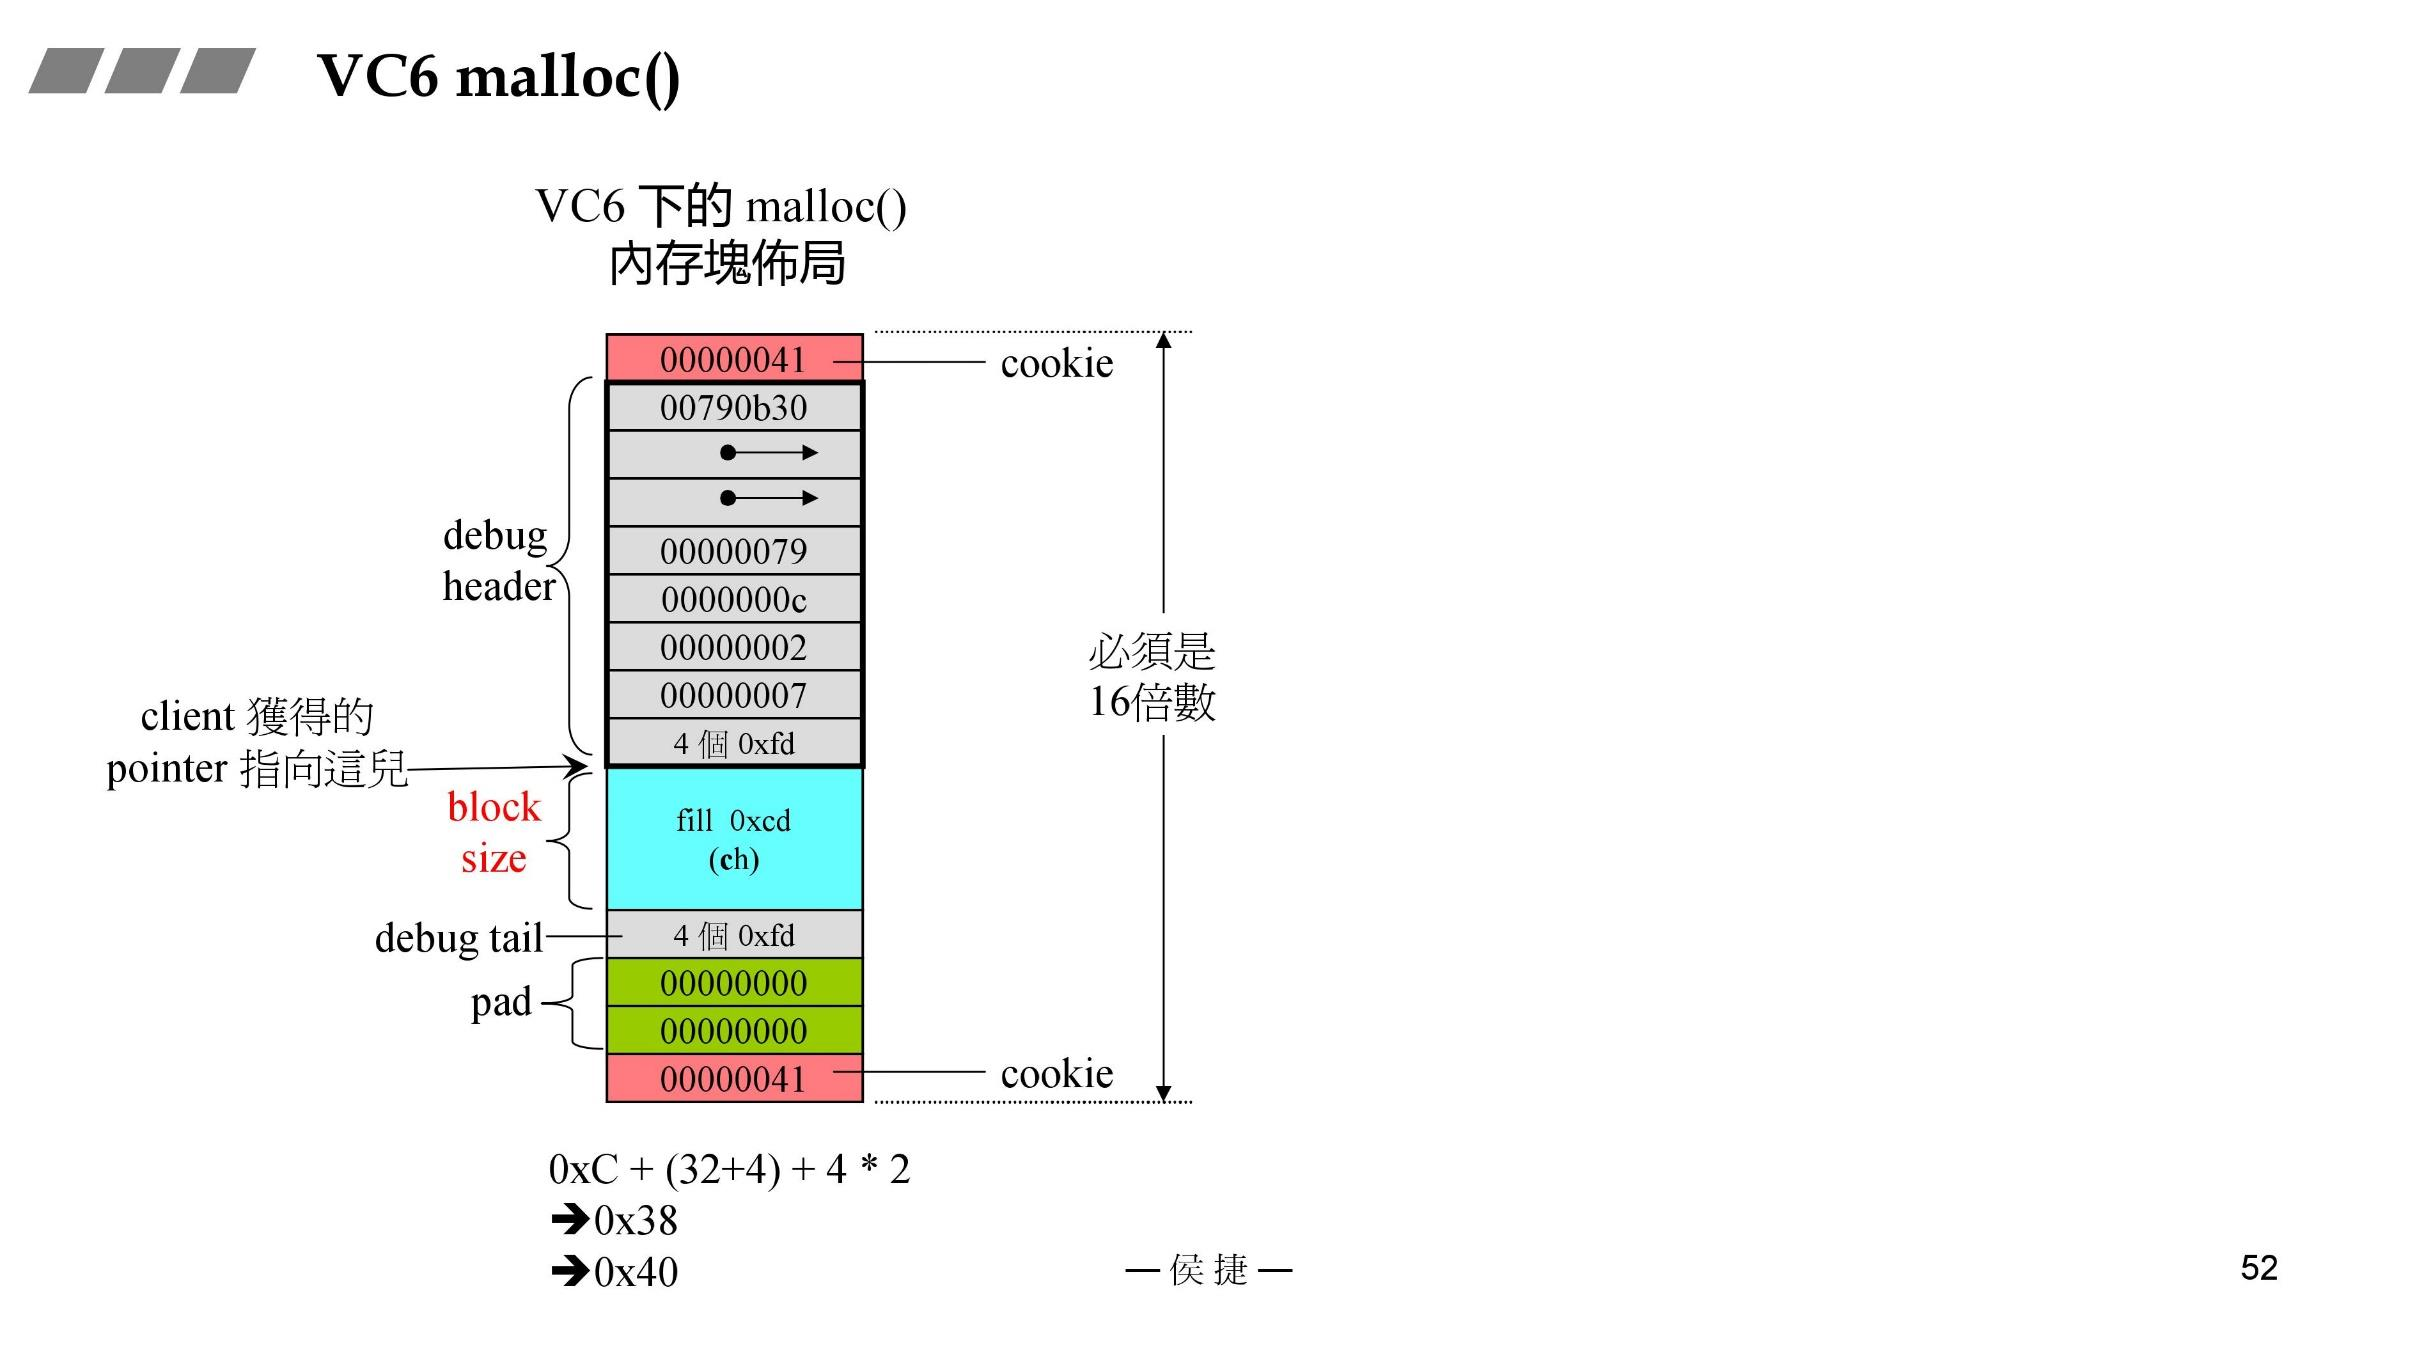 VC6 malloc()
VC6 下的 malloc()
內存塊佈局
00000041
cookie
00790b30
debug
header
00000079
0000000c
00000002
00000007
4 個 0xfd
必須是
16倍數
client 獲得的
pointer 指向這兒
block
size
fill 0xcd
(ch)
debug tail
4 個 0xfd
pad
00000000
00000000
00000041
cookie
0xC + (32+4) + 4 * 2
➔0x38
➔0x40
— 侯 捷 —
52